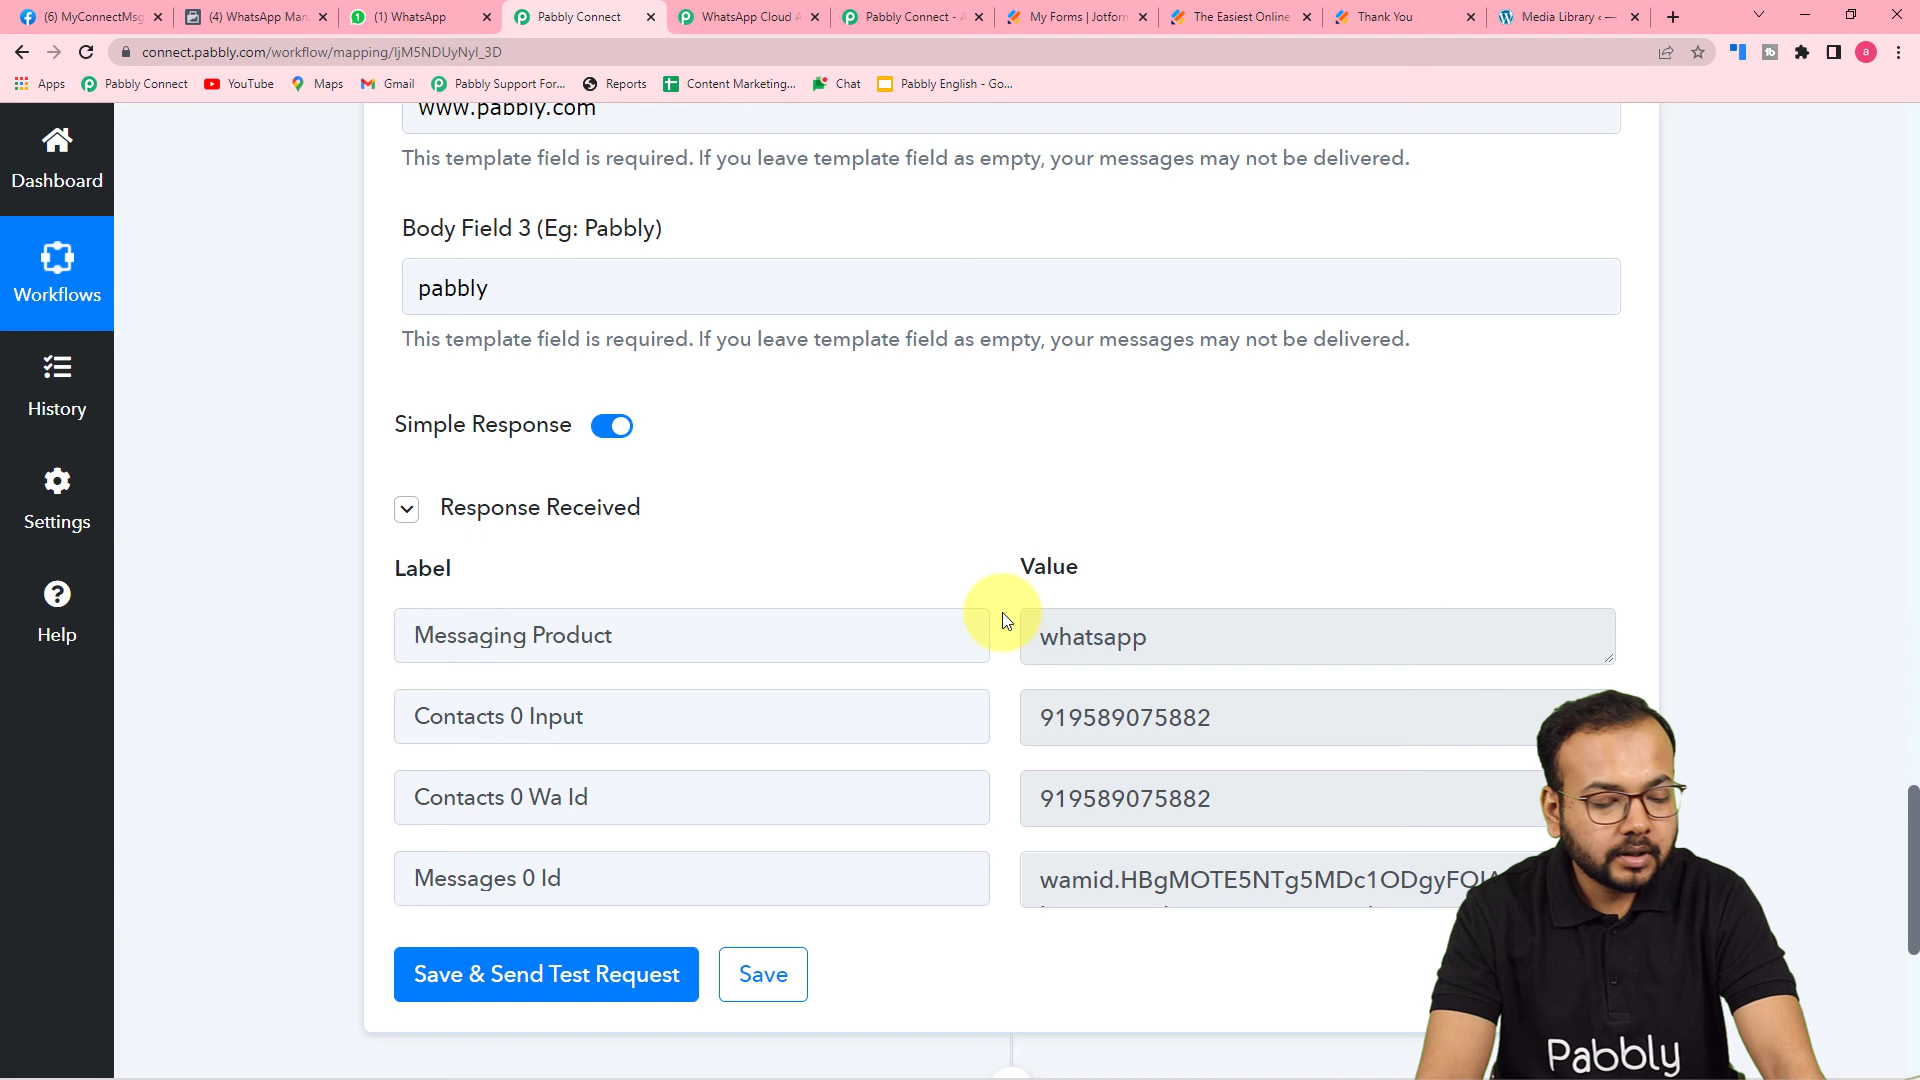 (6) MyConnectMsg
(4) WhatsApp Man
(1) WhatsApp
Pabbly Connect
WhatsApp Cloud A
Pabbly Connect - A
My Forms | Jotform
The Easiest Online
Thank You
Media Library ‹ —
connect.pabbly.com/workflow/mapping/IjM5NDUyNyI_3D
a
Apps
Pabbly Connect
YouTube
Maps
Gmail
Pabbly Support For...
Reports
Content Marketing...
Chat
Pabbly English - Go...
Dashboard
Workflows
History
Settings
Help
www.pabbly.com
This template field is required. If you leave template field as empty, your messages may not be delivered.
Body Field 3 (Eg: Pabbly)
pabbly
This template field is required. If you leave template field as empty, your messages may not be delivered.
Simple Response
Response Received
Label
Value
Messaging Product
whatsapp
Contacts 0 Input
919589075882
Contacts 0 Wa Id
919589075882
Messages 0 Id
Save & Send Test Request
Save
Pabbly